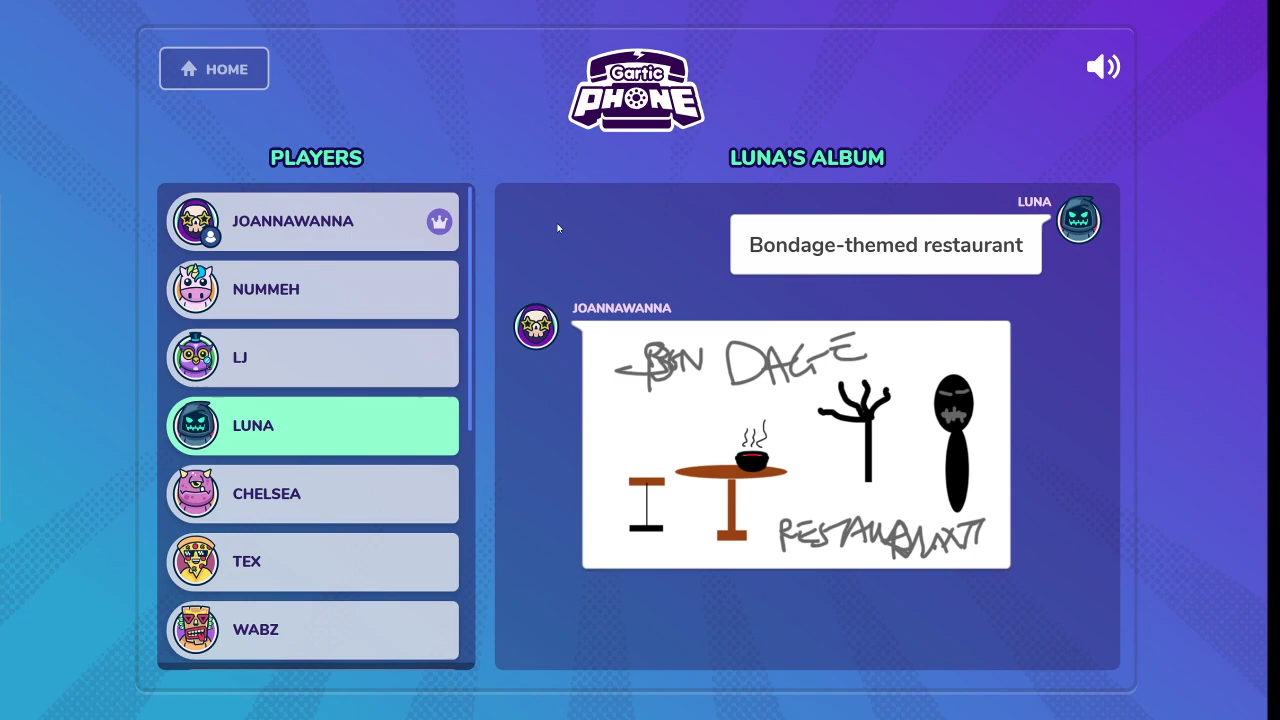 HOME
Gartic
PHONE
PLAYERS
LUNA'S ALBUM
JOANNAWANNA
NUMMEH
LJ
LUNA
CHELSEA
TEX
WABZ
LUNA
Bondage-themed restaurant
JOANNAWANNA
BON DAGE
RESTAURANT